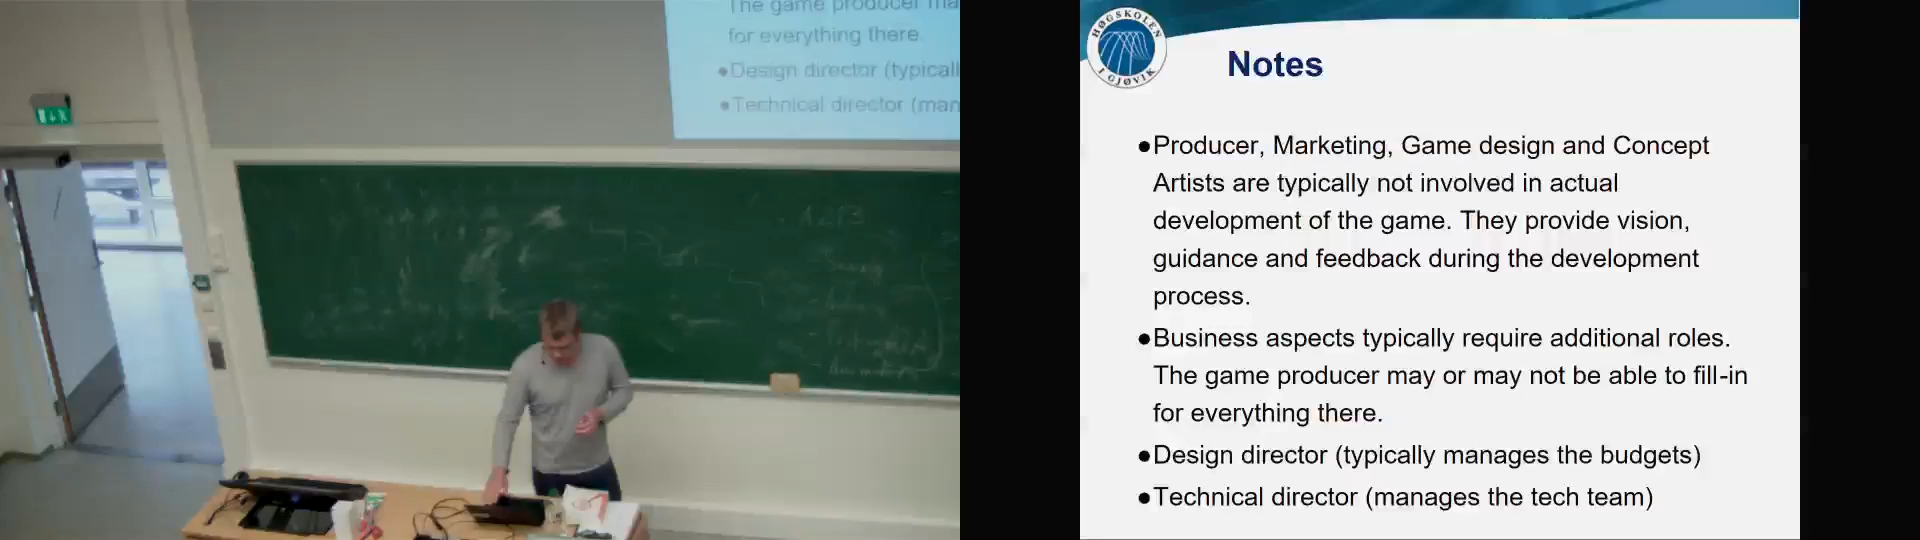 The game producer ma
for everything there.
●Design director (typicall
●Technical director (man
HØGSKOLEN
I GJØVIK
Notes
●Producer, Marketing, Game design and Concept
Artists are typically not involved in actual
development of the game. They provide vision,
guidance and feedback during the development
process.
●Business aspects typically require additional roles.
The game producer may or may not be able to fill-in
for everything there.
●Design director (typically manages the budgets)
●Technical director (manages the tech team)